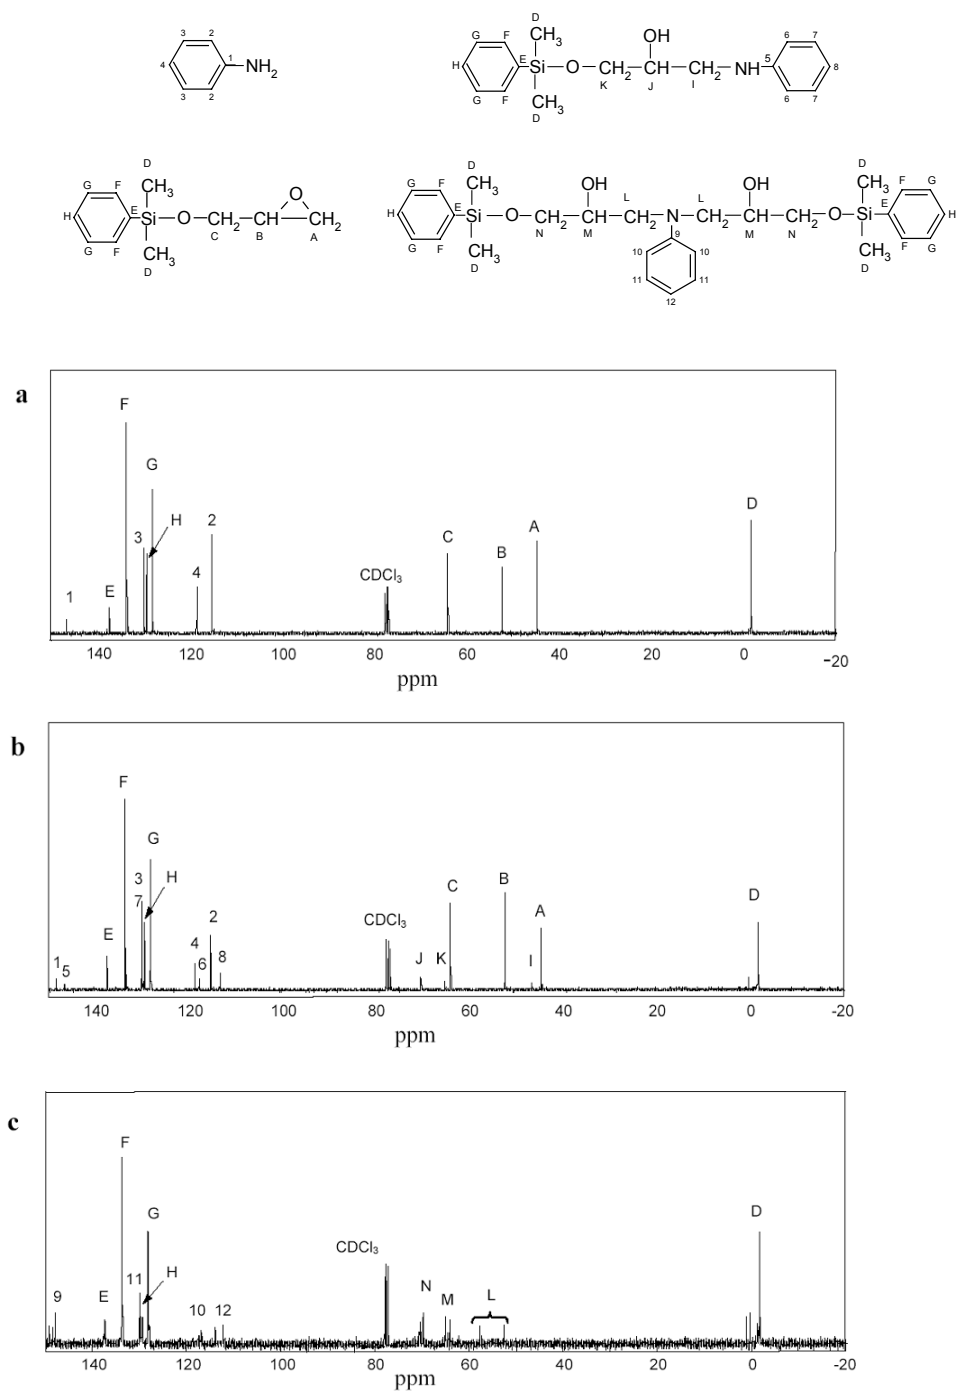 3 2
4 1 NH2
3 2
D
CH3 OH
G F 6 7
H E Si O CH2 CH CH2 NH 5 8
G F K J I 6 7
CH3
D
D
G F CH3 O
H E Si O CH2 CH CH2
G F C B A
CH3
D
D D
G F CH3 OH L L OH CH3 F G
H E Si O CH2 CH CH2 N CH2 CH CH2 O Si E H
G F N M 9 M N F G
CH3 10 10 CH3
D 11 11 D
12
a
F
G
H
3 2 D
A
C
B
4 CDCl3
1 E
140 120 100 80 60 40 20 0 -20
ppm
b
F
G
3 H
7 C B
2 CDCl3 A D
E
4 J K I
1 5 6 8
140 120 100 80 60 40 20 0 -20
ppm
c
F
G D
CDCl3
11 H N
9 E M L
10 12
140 120 100 80 60 40 20 0 -20
ppm